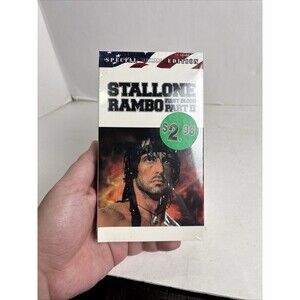 SPECIAL EDITION
STALLONE
RAMBO FIRST BLOOD PART II
$2.98